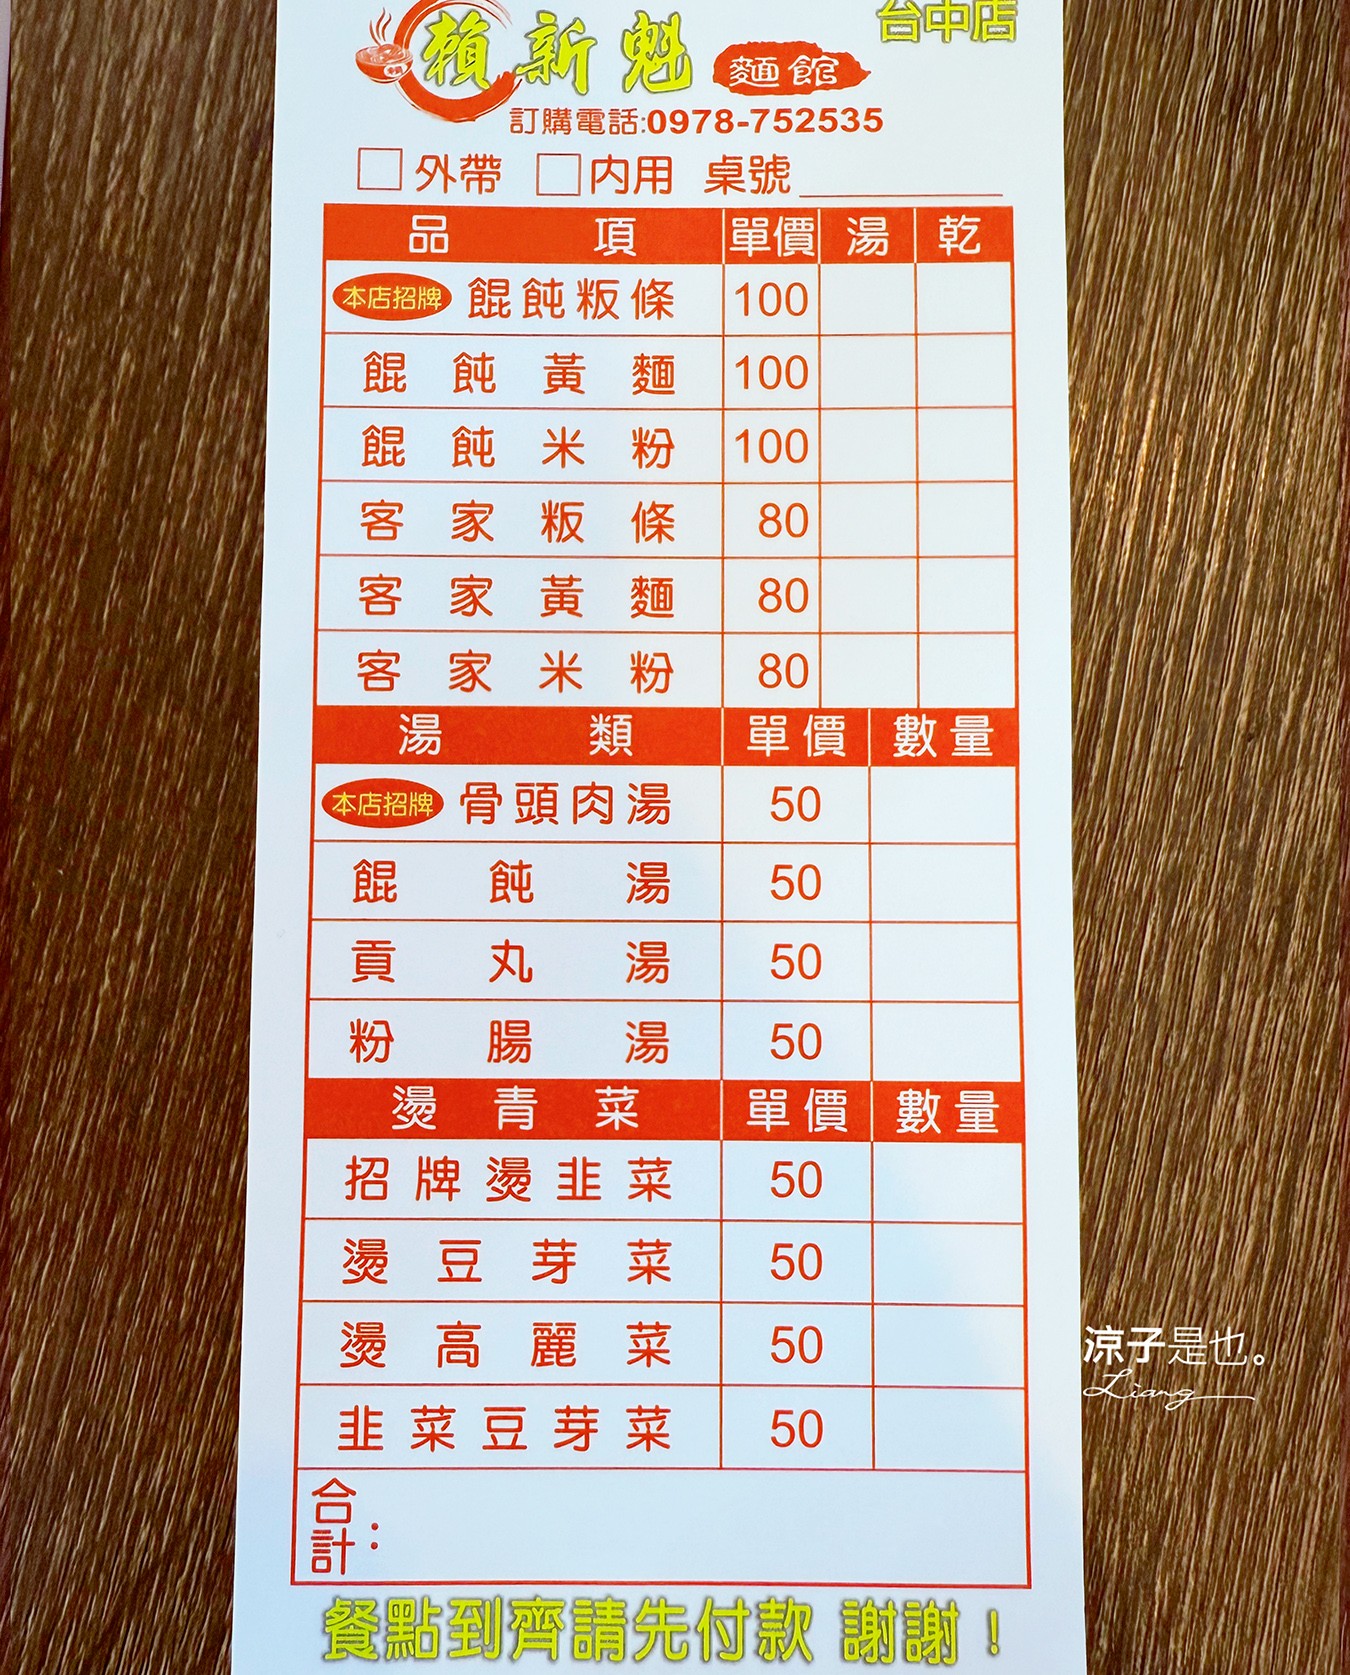 賴新魁 麵館 台中店
訂購電話:0978-752535
□外帶 □內用 桌號
品項 單價 湯 乾
本店招牌 餛飩粄條 100
餛飩黃麵 100
餛飩米粉 100
客家粄條 80
客家黃麵 80
客家米粉 80
湯類 單價 數量
本店招牌 骨頭肉湯 50
餛飩湯 50
貢丸湯 50
粉腸湯 50
燙青菜 單價 數量
招牌燙韭菜 50
燙豆芽菜 50
燙高麗菜 50
韭菜豆芽菜 50
合計:
餐點到齊請先付款 謝謝!
涼子是也。
Liang